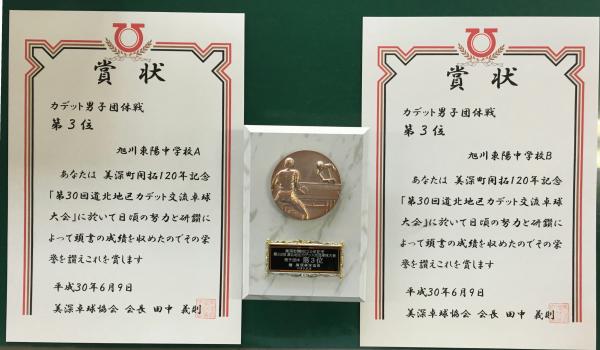 賞状
カデット男子団体戦
第3位
旭川東陽中学校A
あなたは 美深町開拓120年記念
「第30回道北地区カデット交流卓球
大会」に於いて日頃の努力と研鑽に
よって頭書の成績を収めたのでその栄
誉を讃えこれを賞します
平成30年6月9日
美深卓球協会 会長 田中 義則
第3位
賞状
カデット男子団体戦
第3位
旭川東陽中学校B
あなたは 美深町開拓120年記念
「第30回道北地区カデット交流卓球
大会」に於いて日頃の努力と研鑽に
よって頭書の成績を収めたのでその栄
誉を讃えこれを賞します
平成30年6月9日
美深卓球協会 会長 田中 義則